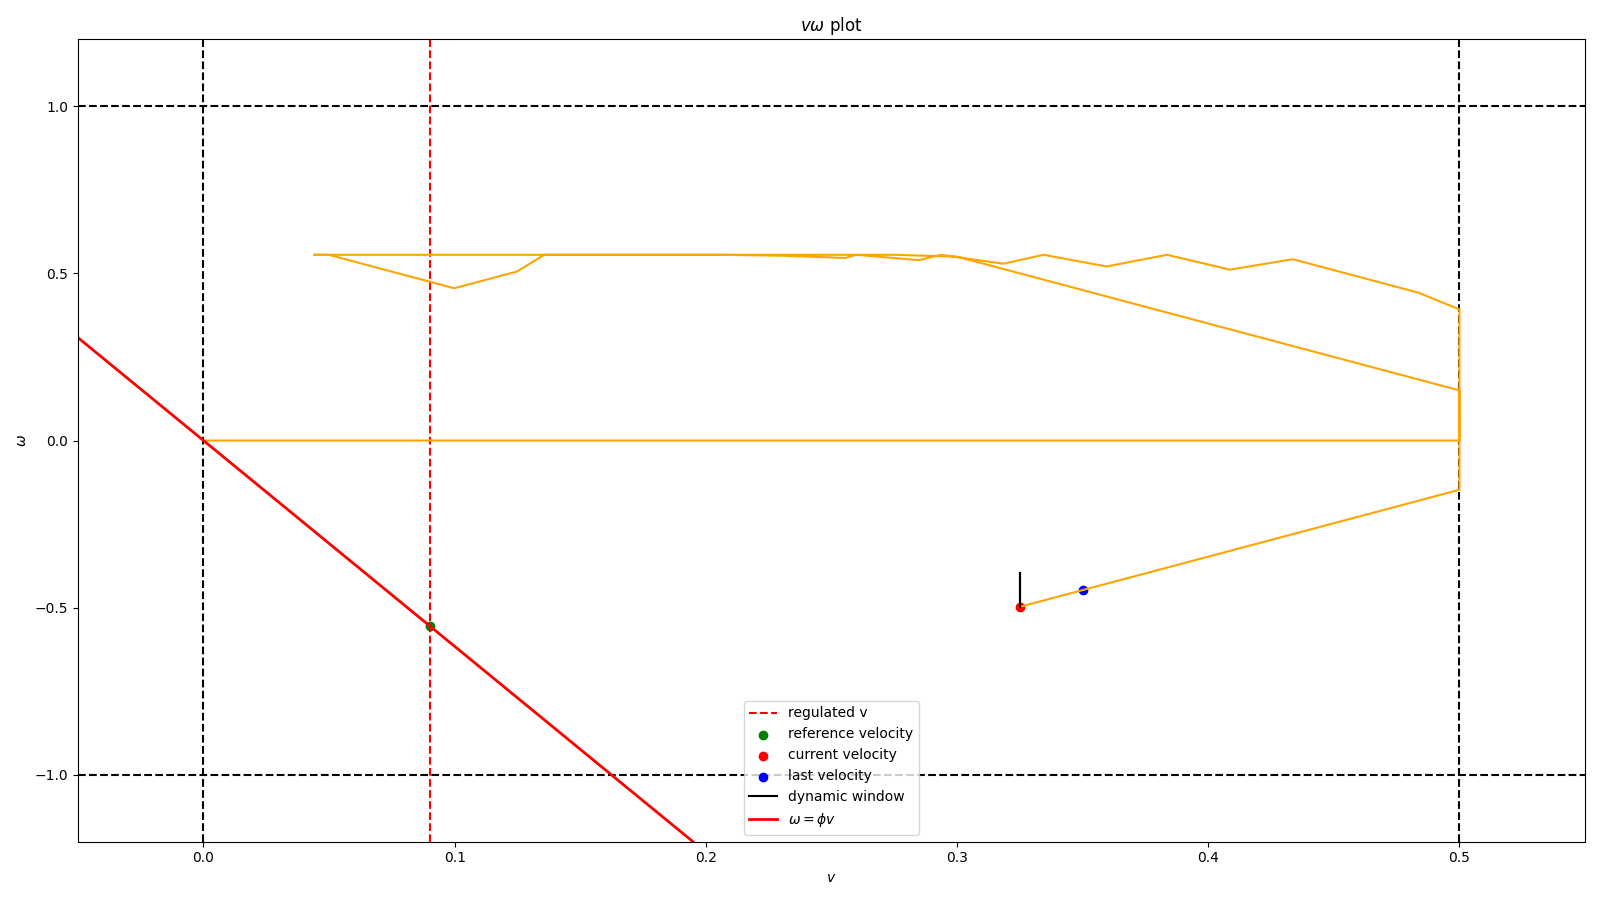 vω plot
1.0
0.5
0.0
−0.5
−1.0
ω
regulated v
reference velocity
current velocity
last velocity
dynamic window
ω = ϕv
0.0 0.1 0.2 0.3 0.4 0.5
v